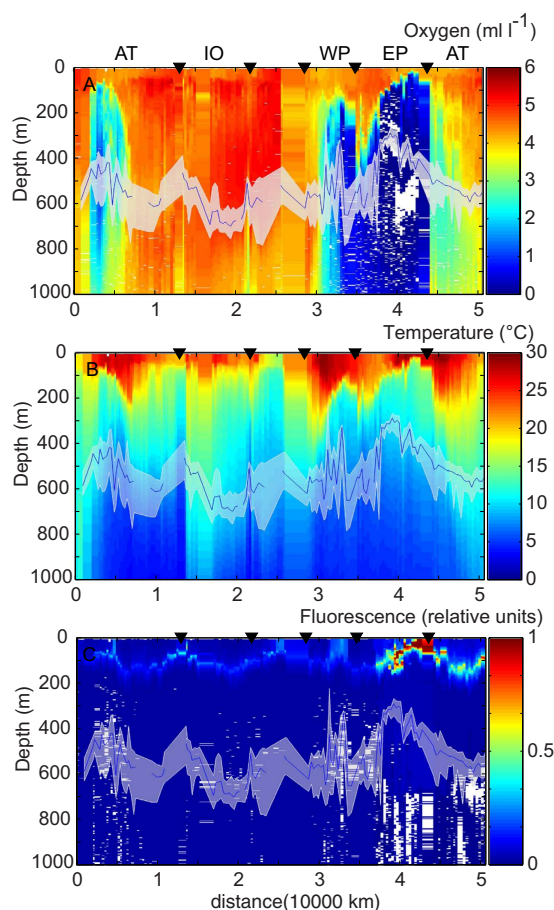 Oxygen (ml l⁻¹)
AT IO WP EP AT
A
0
200
400
600
800
1000
Depth (m)
0 1 2 3 4 5
6
5
4
3
2
1
0
Temperature (°C)
B
0
200
400
600
800
1000
Depth (m)
0 1 2 3 4 5
30
25
20
15
10
5
0
Fluorescence (relative units)
C
0
200
400
600
800
1000
Depth (m)
0 1 2 3 4 5
distance(10000 km)
1
0.5
0